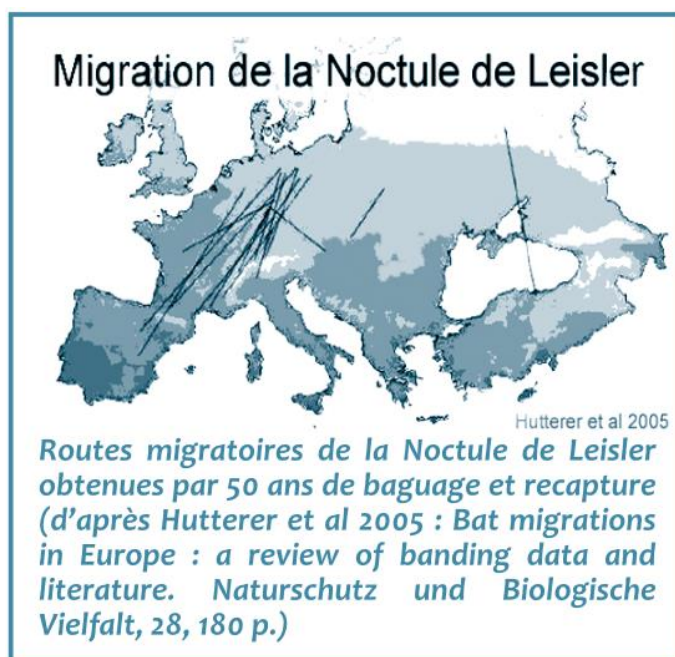 Migration de la Noctule de Leisler
Hutterer et al 2005
Routes migratoires de la Noctule de Leisler
obtenues par 50 ans de baguage et recapture
(d’après Hutterer et al 2005 : Bat migrations
in Europe : a review of banding data and
literature. Naturschutz und Biologische
Vielfalt, 28, 180 p.)